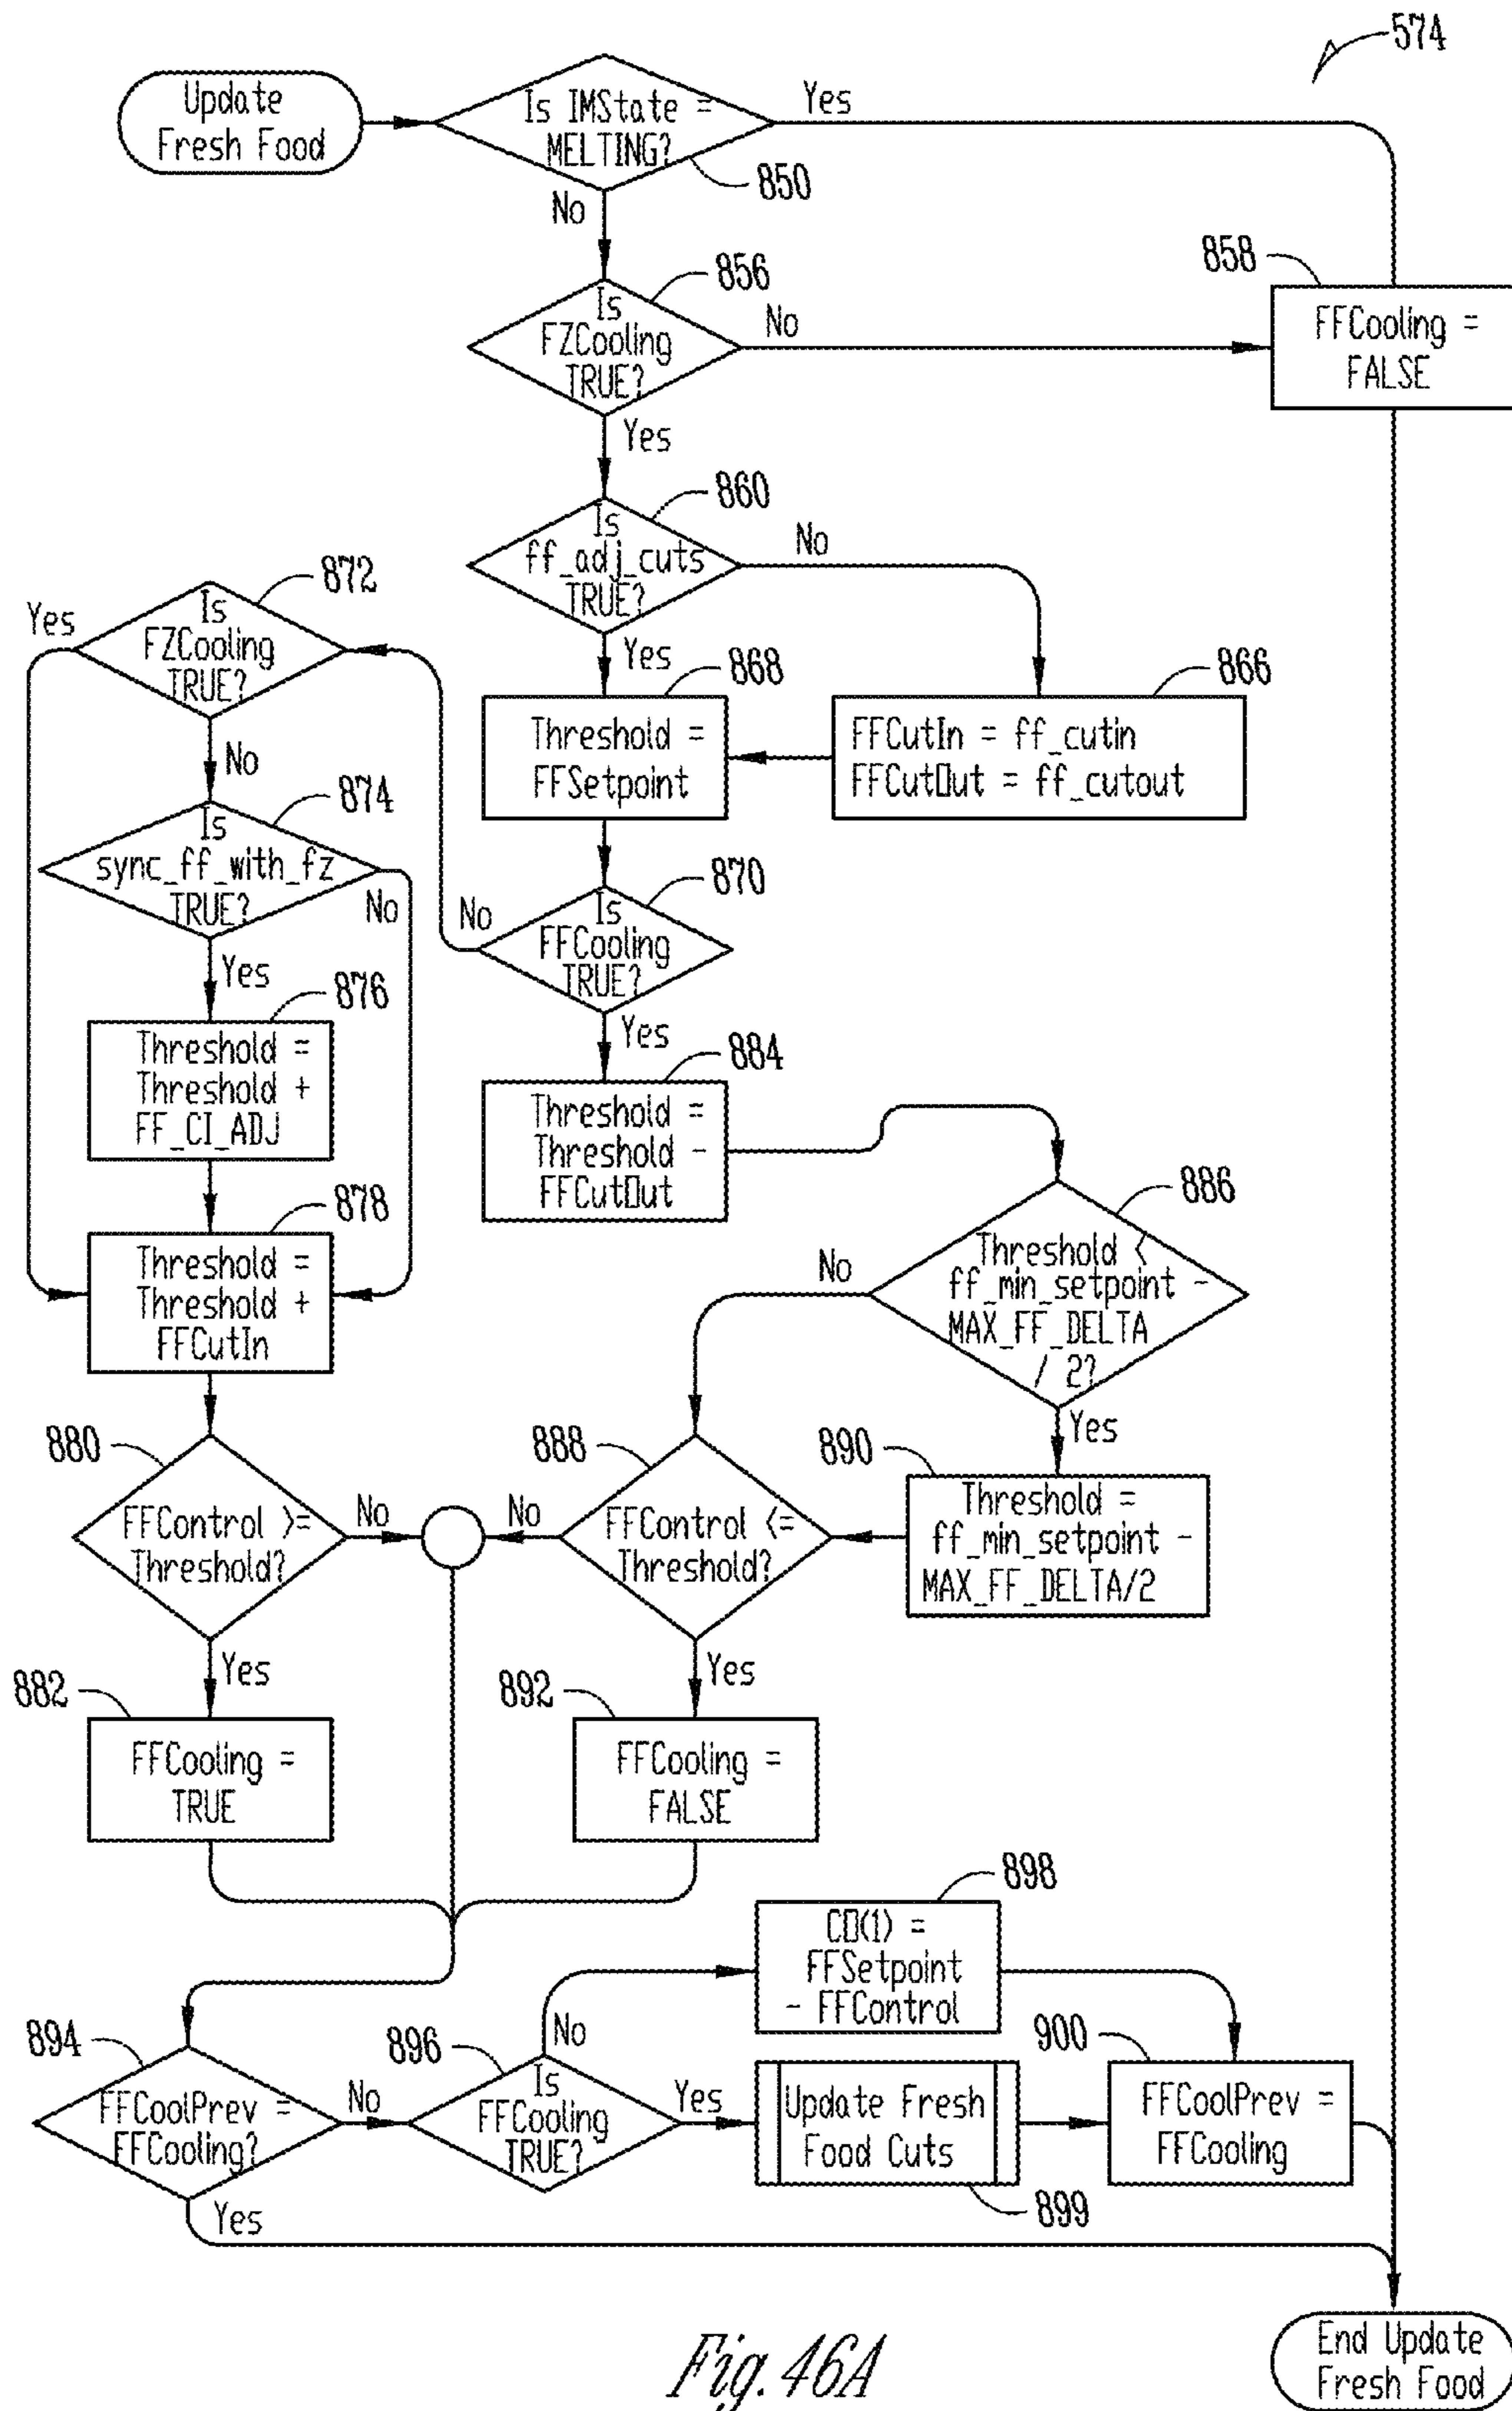 574
Update
Fresh Food
Is IMState =
MELTING?
Yes
850
No
856
Is
FZCooling
TRUE?
No
858
FFCooling =
FALSE
Yes
860
Is
ff_adj_cuts
TRUE?
No
872
Is
FZCooling
TRUE?
Yes
Yes
868
Threshold =
FFSetpoint
866
FFCutIn = ff_cutin
FFCutOut = ff_cutout
No
874
Is
sync_ff_with_fz
TRUE?
No
870
Is
FFCooling
TRUE?
No
Yes
876
Threshold =
Threshold +
FF_CI_ADJ
Yes
884
Threshold =
Threshold -
FFCutOut
878
Threshold =
Threshold +
FFCutIn
886
Threshold <
ff_min_setpoint -
MAX_FF_DELTA
/ 2?
No
Yes
880
FFControl >=
Threshold?
No
888
FFControl <=
Threshold?
No
890
Threshold =
ff_min_setpoint -
MAX_FF_DELTA/2
Yes
882
FFCooling =
TRUE
Yes
892
FFCooling =
FALSE
898
CO(1) =
FFSetpoint
- FFControl
894
FFCoolPrev =
FFCooling?
No
896
Is
FFCooling
TRUE?
No
Yes
Update Fresh
Food Cuts
899
900
FFCoolPrev =
FFCooling
Yes
End Update
Fresh Food
Fig. 46A